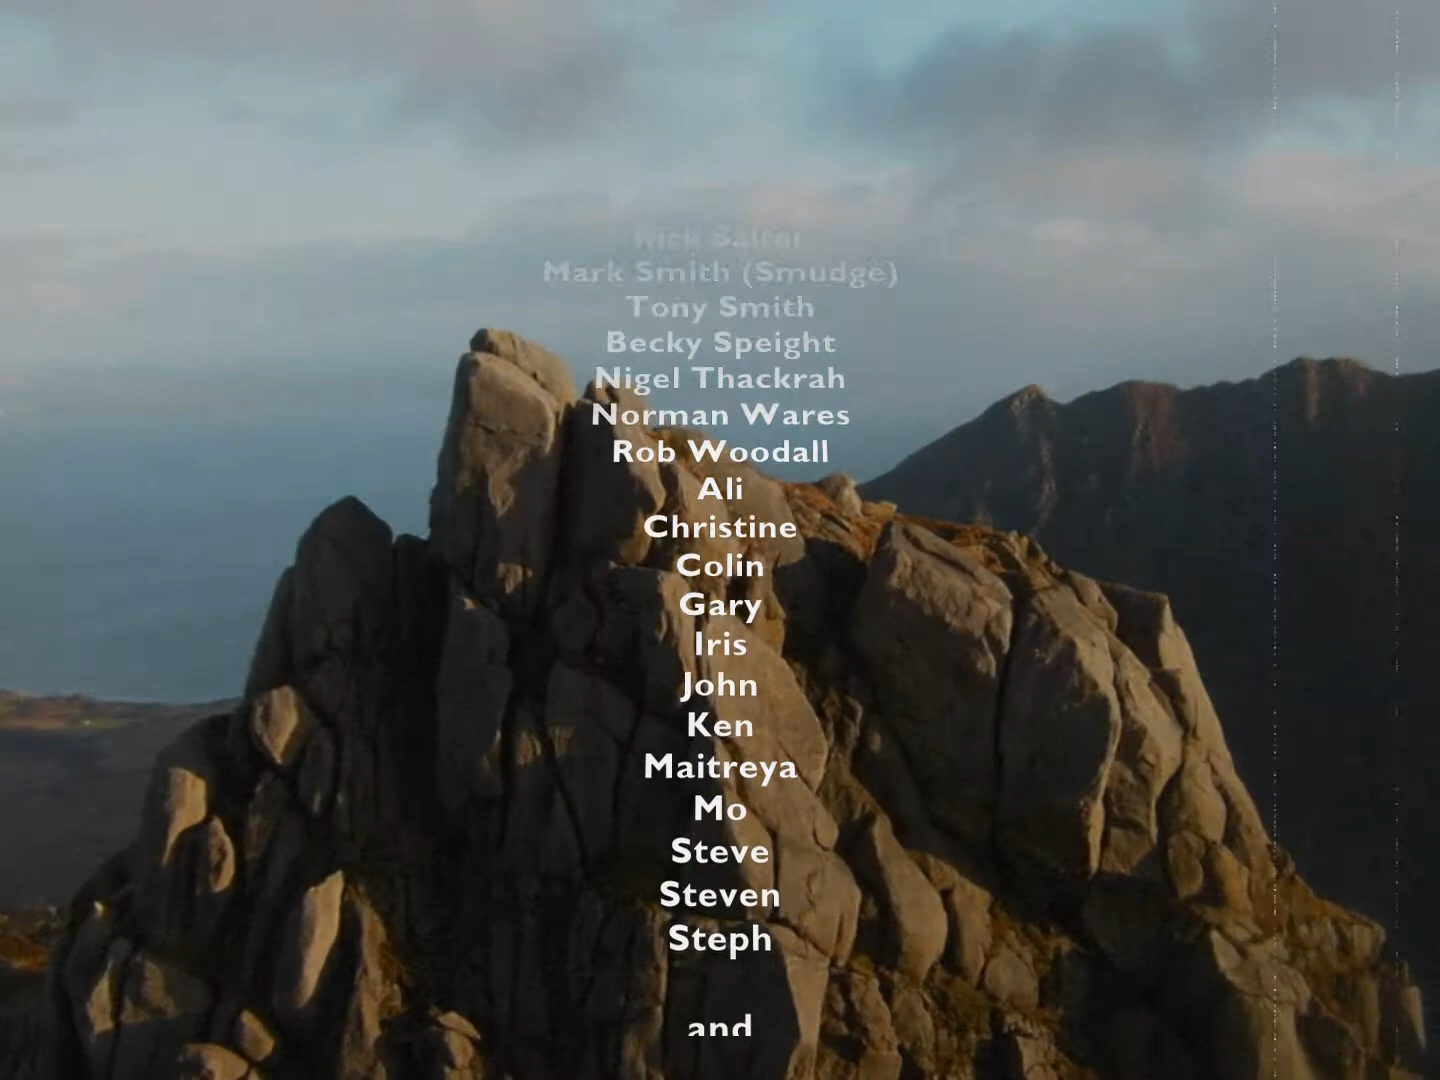 Mark Smith (Smudge)
Tony Smith
Becky Speight
Nigel Thackrah
Norman Wares
Rob Woodall
Ali
Christine
Colin
Gary
Iris
John
Ken
Maitreya
Mo
Steve
Steven
Steph
and